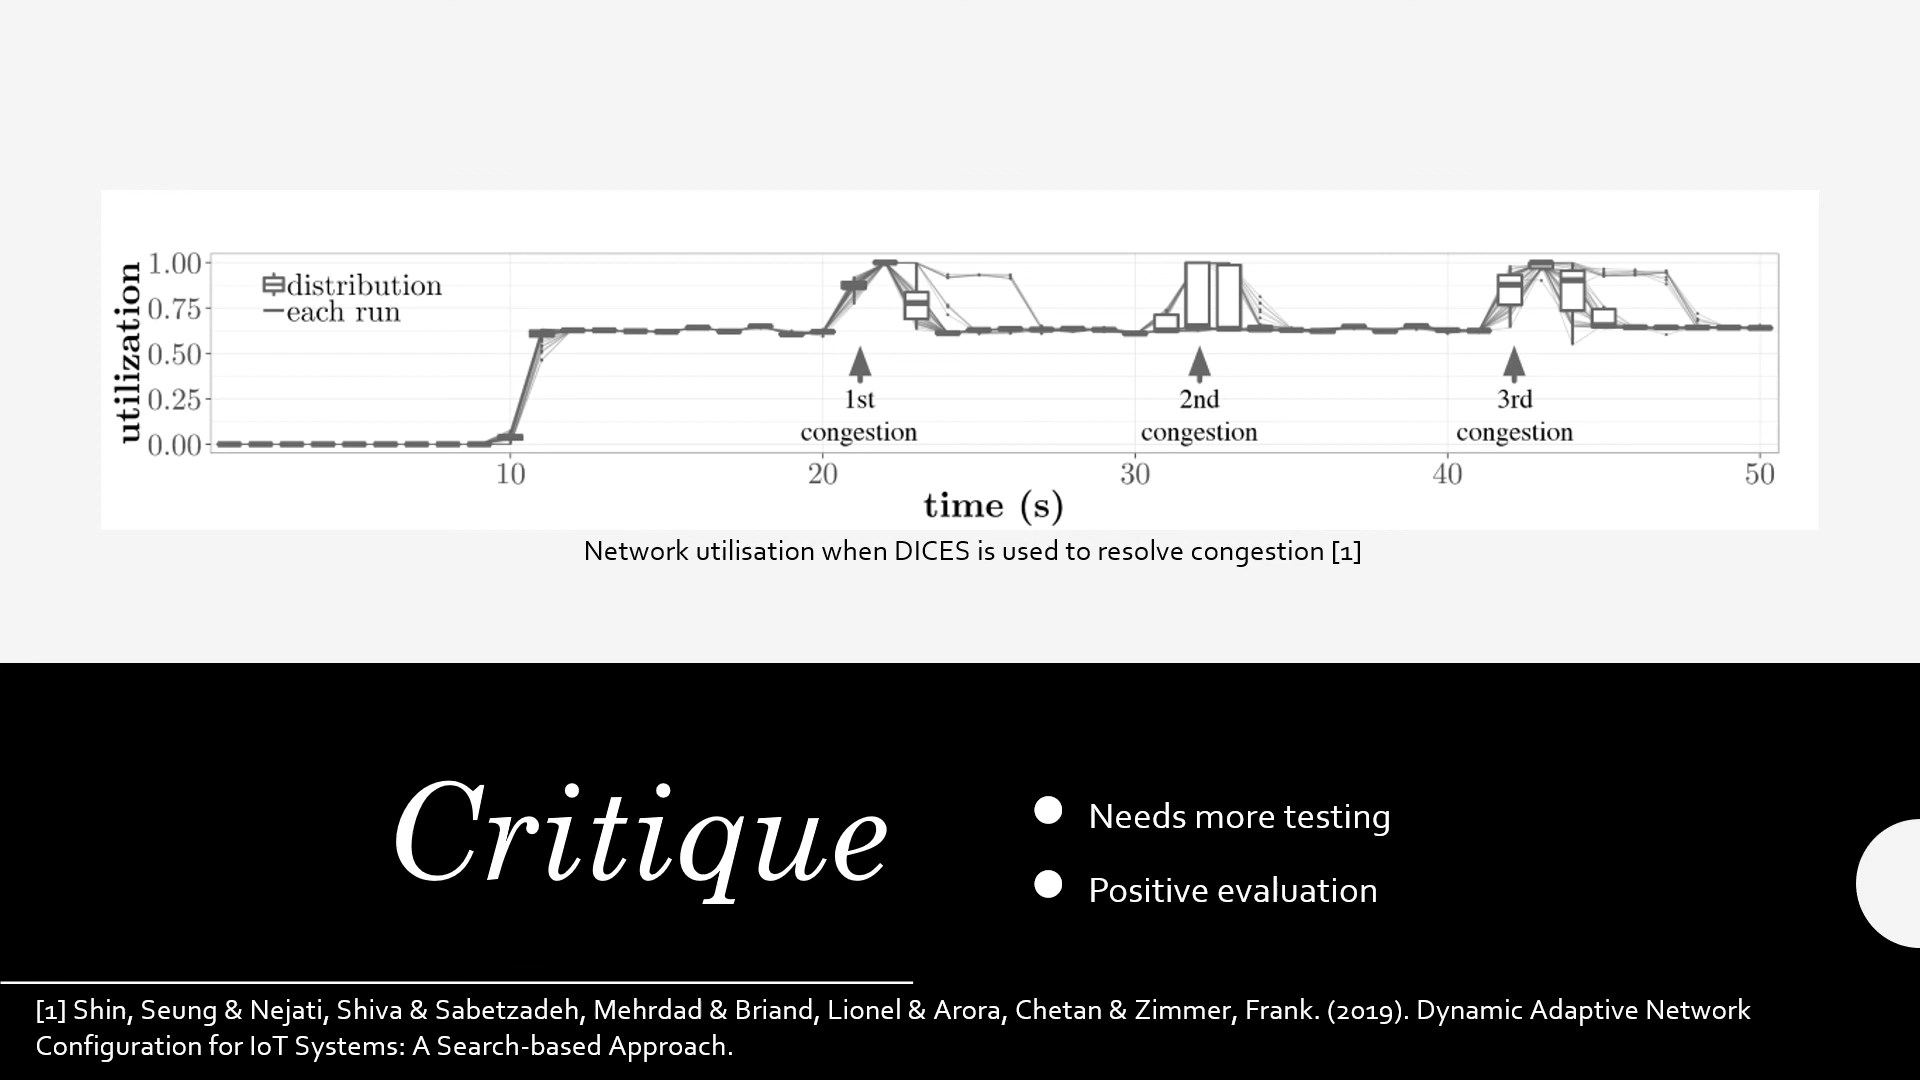 utilization
1.00
0.75
0.50
0.25
0.00
distribution
each run
1st
congestion
2nd
congestion
3rd
congestion
10
20
30
40
50
time (s)
Network utilisation when DICES is used to resolve congestion [1]
Critique
Needs more testing
Positive evaluation
[1] Shin, Seung & Nejati, Shiva & Sabetzadeh, Mehrdad & Briand, Lionel & Arora, Chetan & Zimmer, Frank. (2019). Dynamic Adaptive Network
Configuration for IoT Systems: A Search-based Approach.